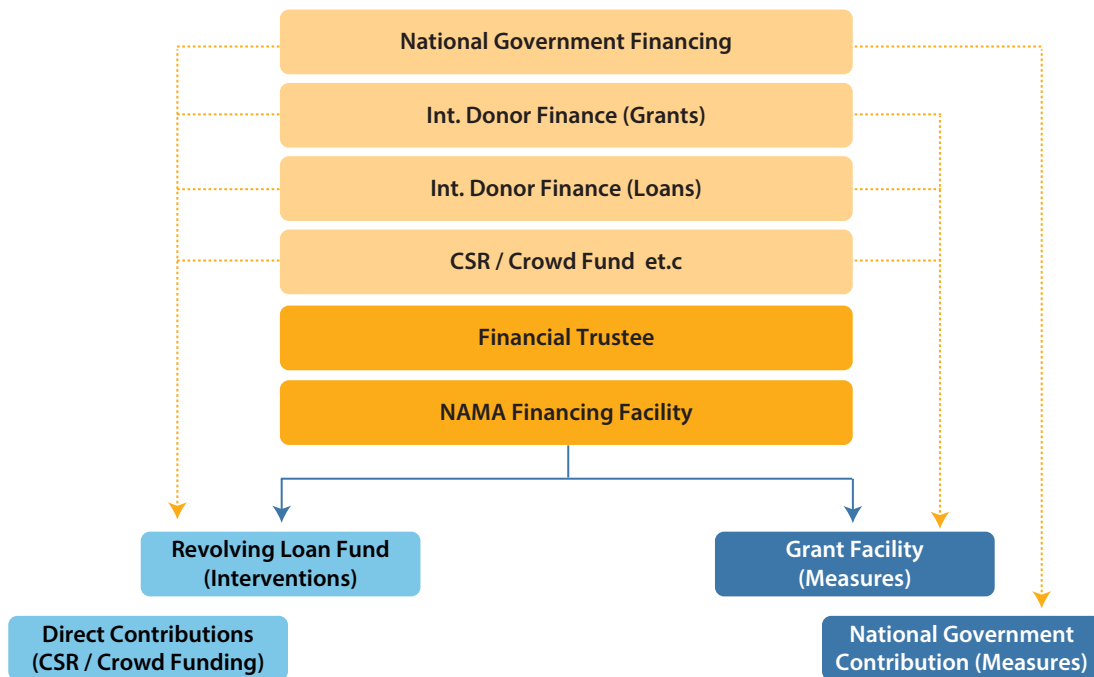 National Government Financing
Int. Donor Finance (Grants)
Int. Donor Finance (Loans)
CSR / Crowd Fund et.c
Financial Trustee
NAMA Financing Facility
Revolving Loan Fund
(Interventions)
Grant Facility
(Measures)
Direct Contributions
(CSR / Crowd Funding)
National Government
Contribution (Measures)